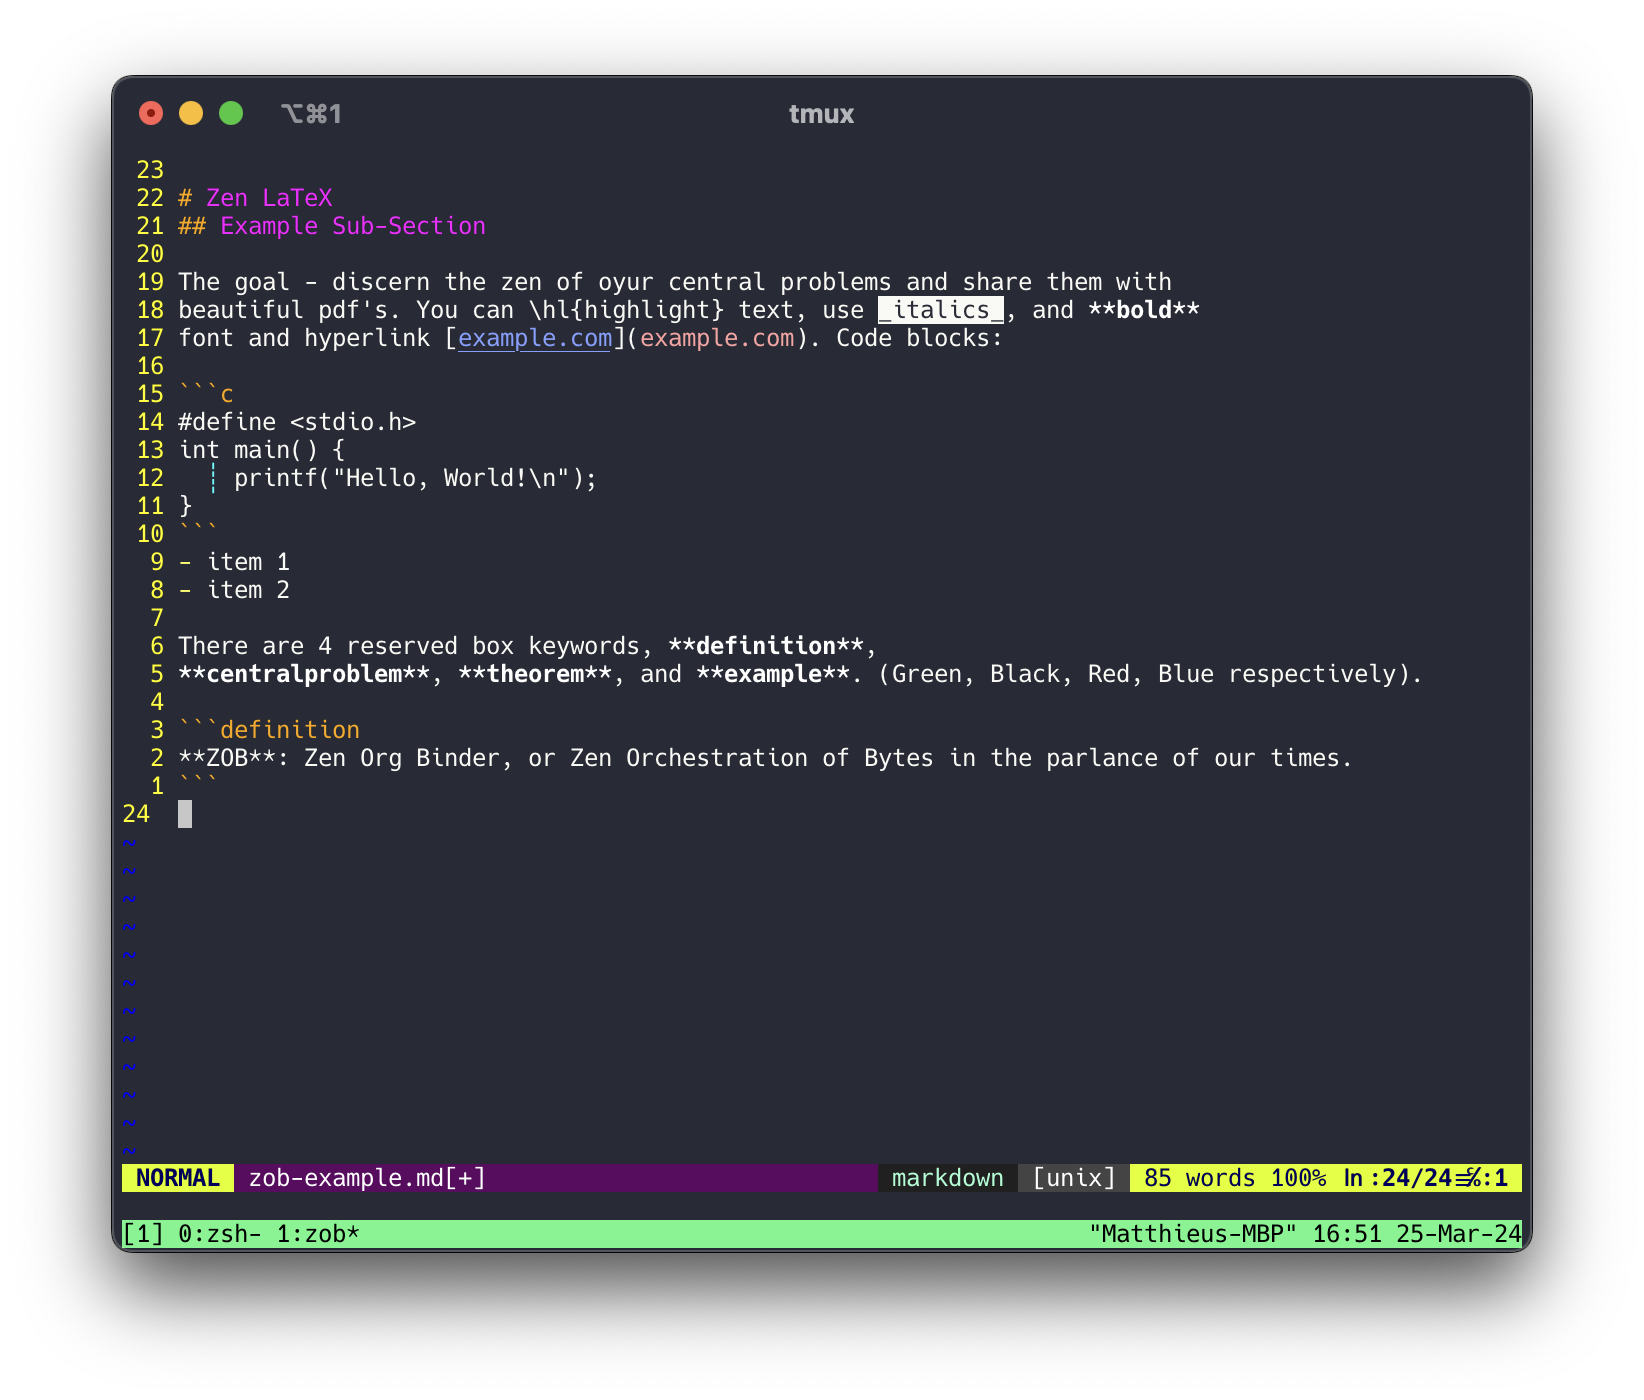 ⌥⌘1 tmux
23
22 # Zen LaTeX
21 ## Example Sub-Section
20
19 The goal - discern the zen of oyur central problems and share them with
18 beautiful pdf's. You can \hl{highlight} text, use _italics_, and **bold**
17 font and hyperlink [example.com](example.com). Code blocks:
16
15 ```c
14 #define <stdio.h>
13 int main() {
12   ┆ printf("Hello, World!\n");
11 }
10 ```
9 - item 1
8 - item 2
7
6 There are 4 reserved box keywords, **definition**,
5 **centralproblem**, **theorem**, and **example**. (Green, Black, Red, Blue respectively).
4
3 ```definition
2 **ZOB**: Zen Org Binder, or Zen Orchestration of Bytes in the parlance of our times.
1 ```
24
~
~
~
~
~
~
~
~
~
~
~
~
NORMAL zob-example.md[+] markdown [unix] 85 words 100% ln :24/24≡℅:1
[1] 0:zsh- 1:zob* "Matthieus-MBP" 16:51 25-Mar-24